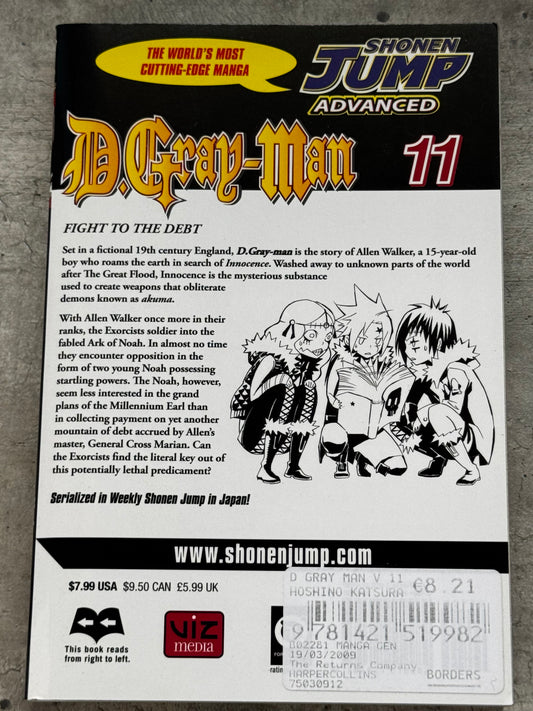 THE WORLD'S MOST
CUTTING-EDGE MANGA
SHONEN
JUMP
ADVANCED
D.Gray-Man
11
FIGHT TO THE DEBT
Set in a fictional 19th century England, D.Gray-man is the story of Allen Walker, a 15-year-old
boy who roams the earth in search of Innocence. Washed away to unknown parts of the world
after The Great Flood, Innocence is the mysterious substance
used to create weapons that obliterate
demons known as akuma.
With Allen Walker once more in their
ranks, the Exorcists soldier into the
fabled Ark of Noah. In almost no time
they encounter opposition in the
form of two young Noah possessing
startling powers. The Noah, however,
seem less interested in the grand
plans of the Millennium Earl than
in collecting payment on yet another
mountain of debt accrued by Allen's
master, General Cross Marian. Can
the Exorcists find the literal key out of
this potentially lethal predicament?
Serialized in Weekly Shonen Jump in Japan!
www.shonenjump.com
$7.99 USA $9.50 CAN £5.99 UK
This book reads
from right to left.
VIZ
MEDIA
D GRAY MAN V 11
HOSHINO KATSURA
€8.21
9 781421 519982
B02281 MANGA GEN
19/03/2009
The Returns Company
HARPERCOLLINS
75030912
BORDERS